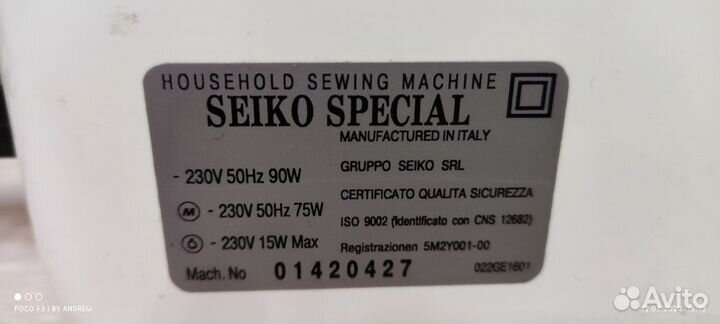 HOUSEHOLD SEWING MACHINE
SEIKO SPECIAL
MANUFACTURED IN ITALY
- 230V 50Hz 90W
GRUPPO SEIKO SRL
CERTIFICATO QUALITA SICUREZZA
M - 230V 50Hz 75W
ISO 9002 (Identificato con CNS 12682)
- 230V 15W Max
Registrazionen 5M2Y001-00
Mach. No 01420427
022GE1601
POCO F3 | BY ANDREW
Avito